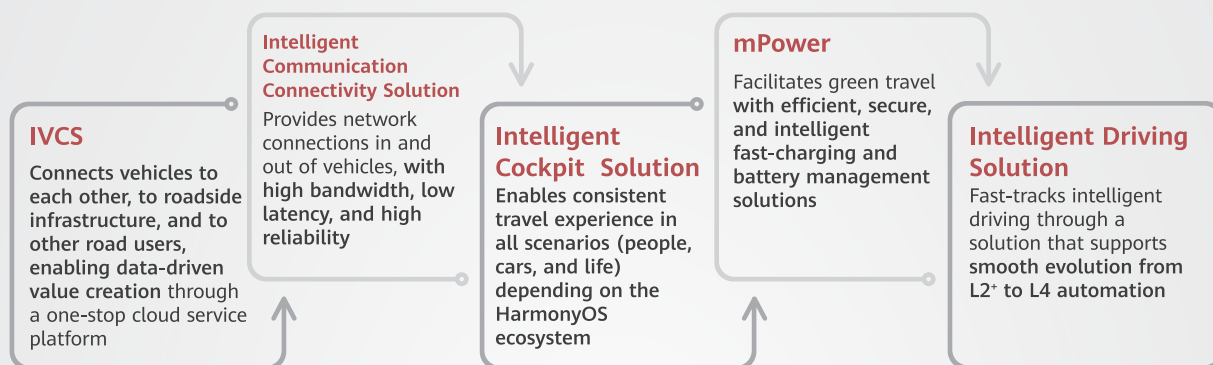 IVCS
Connects vehicles to
each other, to roadside
infrastructure, and to
other road users,
enabling data-driven
value creation through
a one-stop cloud service
platform
Intelligent
Communication
Connectivity Solution
Provides network
connections in and
out of vehicles, with
high bandwidth, low
latency, and high
reliability
Intelligent
Cockpit Solution
Enables consistent
travel experience in
all scenarios (people,
cars, and life)
depending on the
HarmonyOS
ecosystem
mPower
Facilitates green travel
with efficient, secure,
and intelligent
fast-charging and
battery management
solutions
Intelligent Driving
Solution
Fast-tracks intelligent
driving through a
solution that supports
smooth evolution from
L2⁺ to L4 automation